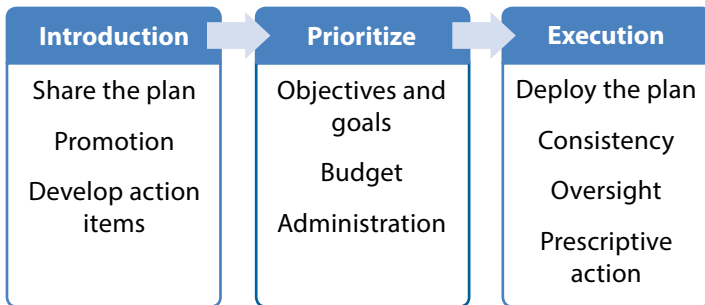 Introduction
Share the plan
Promotion
Develop action
items
Prioritize
Objectives and
goals
Budget
Administration
Execution
Deploy the plan
Consistency
Oversight
Prescriptive
action